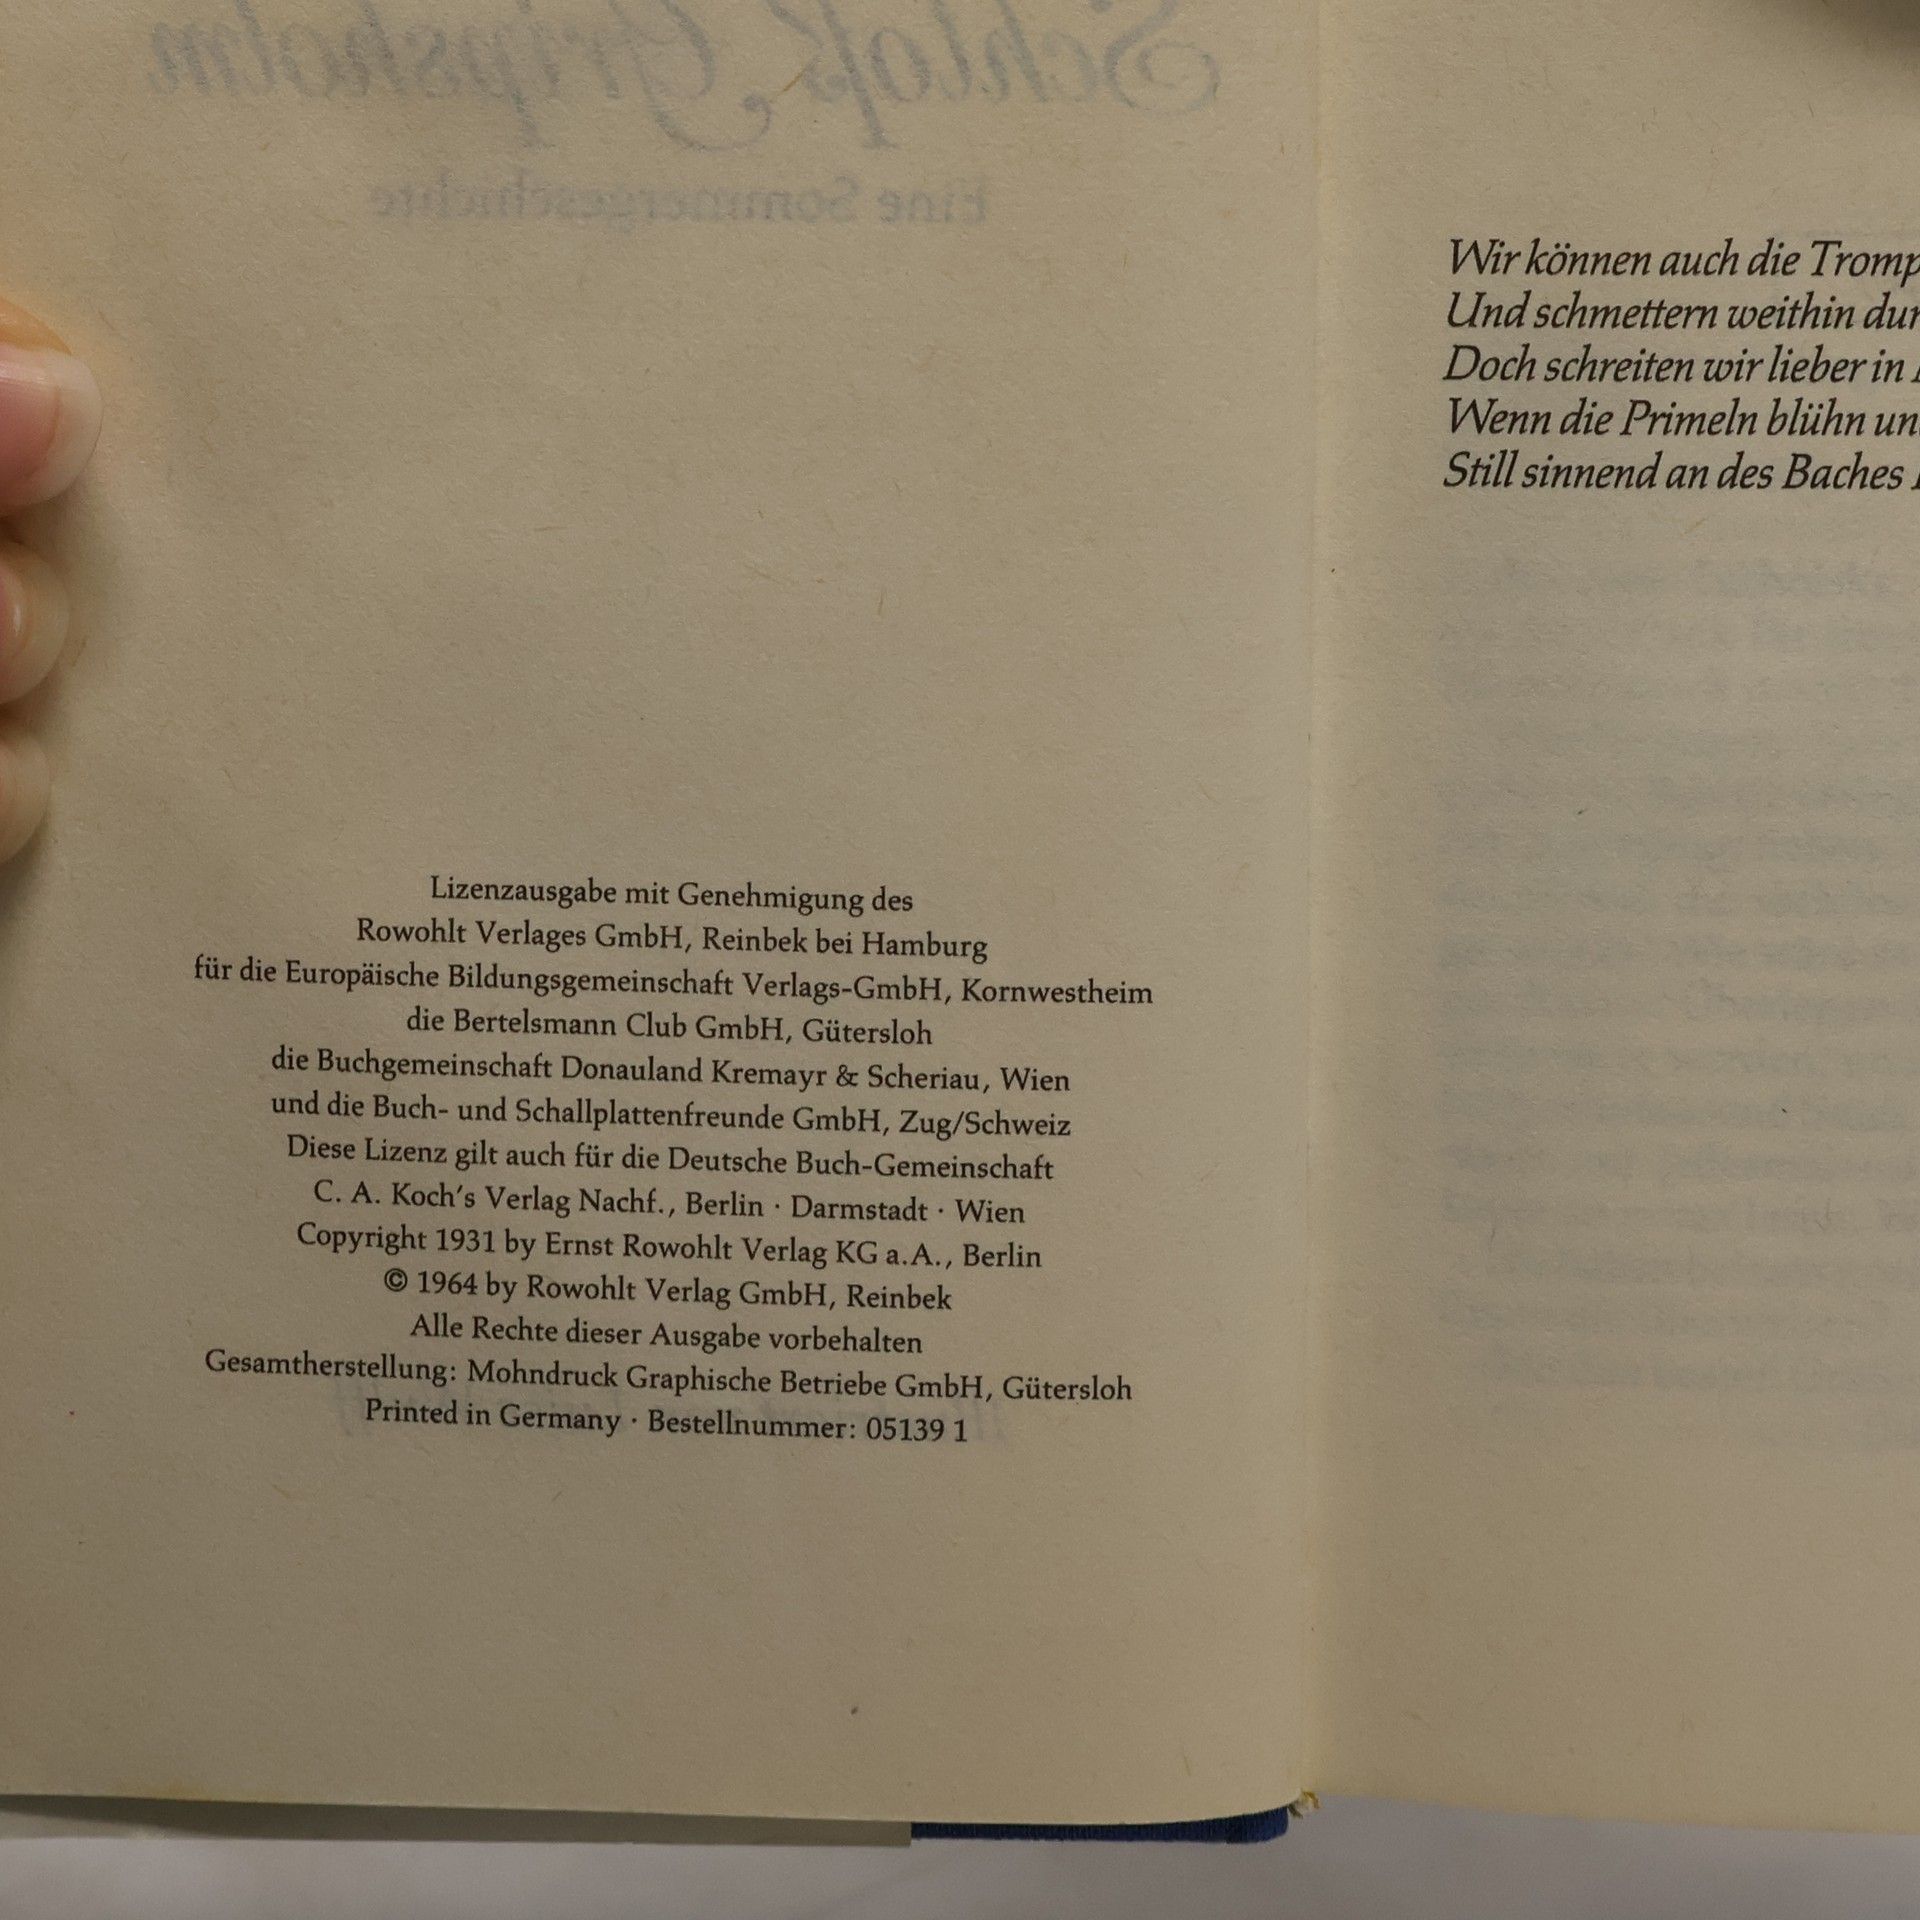 Schloß Gripsholm
Eine Sommergeschichte
Lizenzausgabe mit Genehmigung des
Rowohlt Verlages GmbH, Reinbek bei Hamburg
für die Europäische Bildungsgemeinschaft Verlags-GmbH, Kornwestheim
die Bertelsmann Club GmbH, Gütersloh
die Buchgemeinschaft Donauland Kremayr & Scheriau, Wien
und die Buch- und Schallplattenfreunde GmbH, Zug/Schweiz
Diese Lizenz gilt auch für die Deutsche Buch-Gemeinschaft
C. A. Koch's Verlag Nachf., Berlin · Darmstadt · Wien
Copyright 1931 by Ernst Rowohlt Verlag KG a.A., Berlin
© 1964 by Rowohlt Verlag GmbH, Reinbek
Alle Rechte dieser Ausgabe vorbehalten
Gesamtherstellung: Mohndruck Graphische Betriebe GmbH, Gütersloh
Printed in Germany · Bestellnummer: 05139 1
Wir können auch die Tromp
Und schmettern weithin dur
Doch schreiten wir lieber in
Wenn die Primeln blühn un
Still sinnend an des Baches